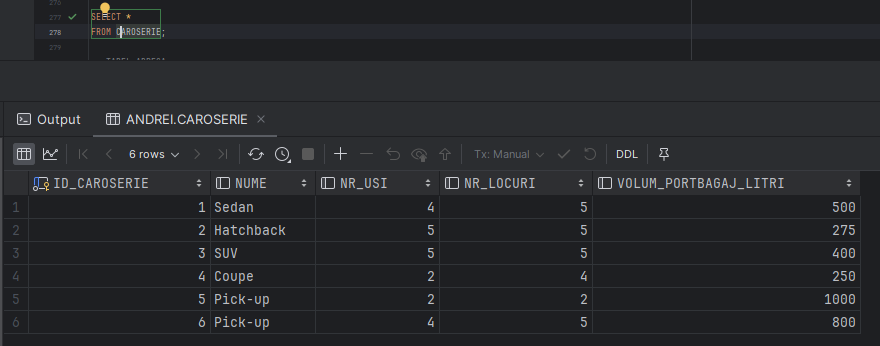 276
277 SELECT *
278 FROM CAROSERIE;
279
Output ANDREI.CAROSERIE
6 rows Tx: Manual DDL
ID_CAROSERIE NUME NR_USI NR_LOCURI VOLUM_PORTBAGAJ_LITRI
1 1 Sedan 4 5 500
2 2 Hatchback 5 5 275
3 3 SUV 5 5 400
4 4 Coupe 2 4 250
5 5 Pick-up 2 2 1000
6 6 Pick-up 4 5 800